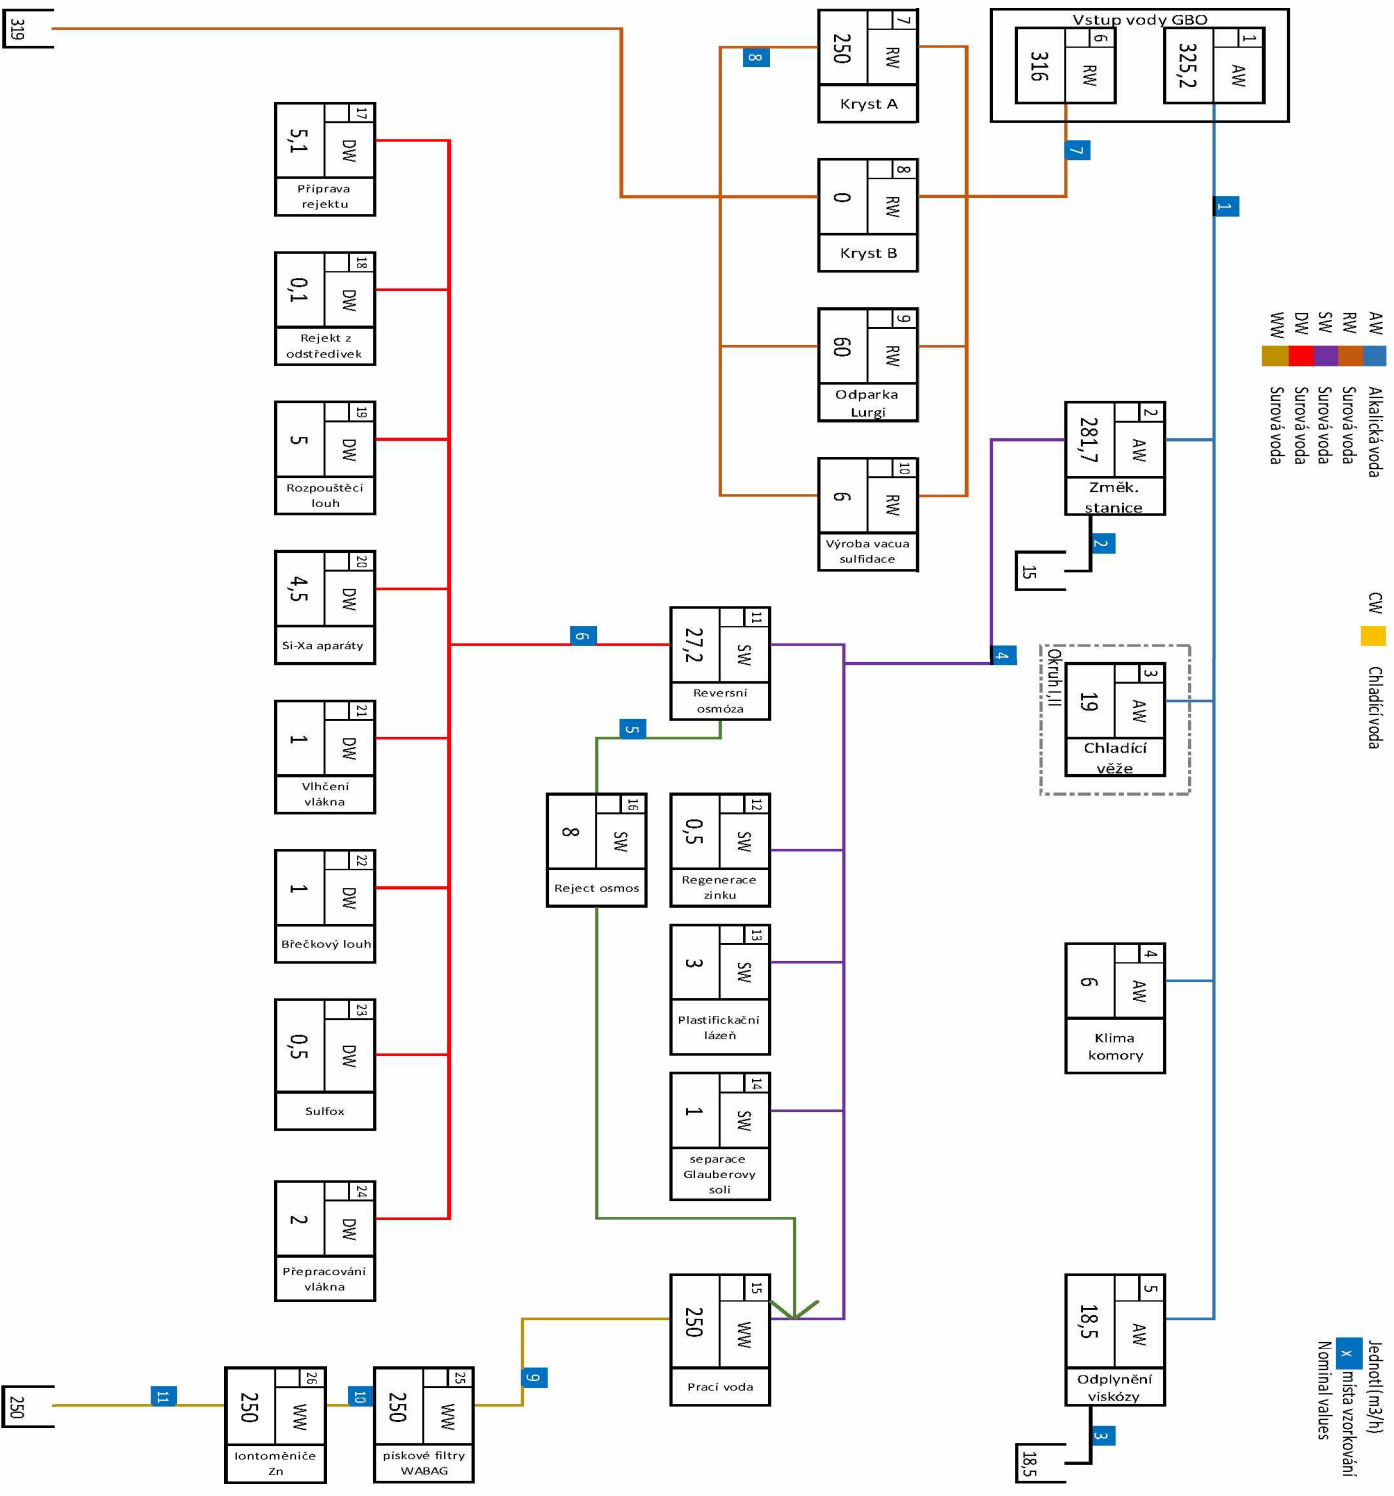 Vstup vody GBO
1
AW
325,2
6
RW
316
7
1
AW
Alkalická voda
RW
Surová voda
SW
Surová voda
DW
Surová voda
WW
Surová voda
CW
Chladící voda
Jednotl(m3/h)
x
místa vzorkování
Nominal values
2
AW
281,7
Změk.
stanice
2
15
3
AW
19
Chladící
věže
Okruh I,II
4
AW
6
Klima
komory
5
AW
18,5
Odplynění
viskózy
3
18,5
7
RW
250
Kryst A
8
RW
0
Kryst B
9
RW
60
Odparka
Lurgi
10
RW
6
Výroba vacua
sulfidace
8
319
4
11
SW
27,2
Reversní
osmóza
12
SW
0,5
Regenerace
zinku
13
SW
3
Plastifickační
lázeň
14
SW
1
separace
Glauberovy
soli
15
WW
250
Prací voda
5
16
SW
8
Reject osmos
6
17
DW
5,1
Příprava
rejektu
18
DW
0,1
Rejekt z
odstředivek
19
DW
5
Rozpouštěcí
louh
20
DW
4,5
Si-Xa aparáty
21
DW
1
Vlhčení
vlákna
22
DW
1
Břečkový louh
23
DW
0,5
Sulfox
24
DW
2
Přepracování
vlákna
9
25
WW
250
pískové filtry
WABAG
10
26
WW
250
Iontoměniče
Zn
11
250